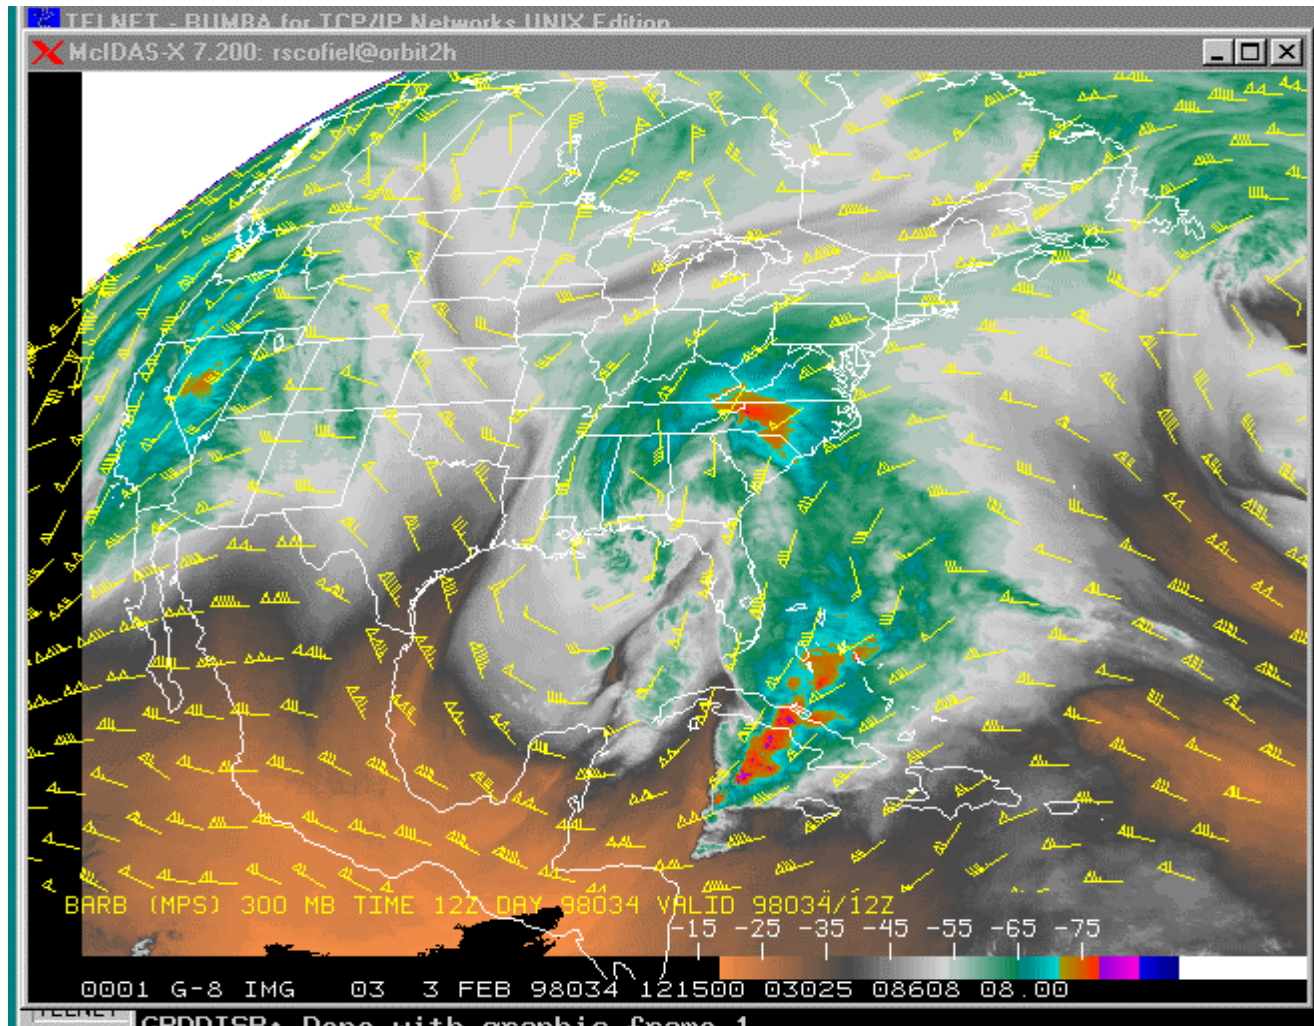 TELNET - BUMBA for TCP/IP Networks UNIX Edition
McIDAS-X 7.200: rscofiel@orbit2h
BARB (MPS) 300 MB TIME 12Z DAY 98034 VALID 98034/12Z
-15 -25 -35 -45 -55 -65 -75
0001 G-8 IMG 03 3 FEB 98034 121500 03025 08608 08.00
TELNET
CRDDISP: Done with graphic frame 1